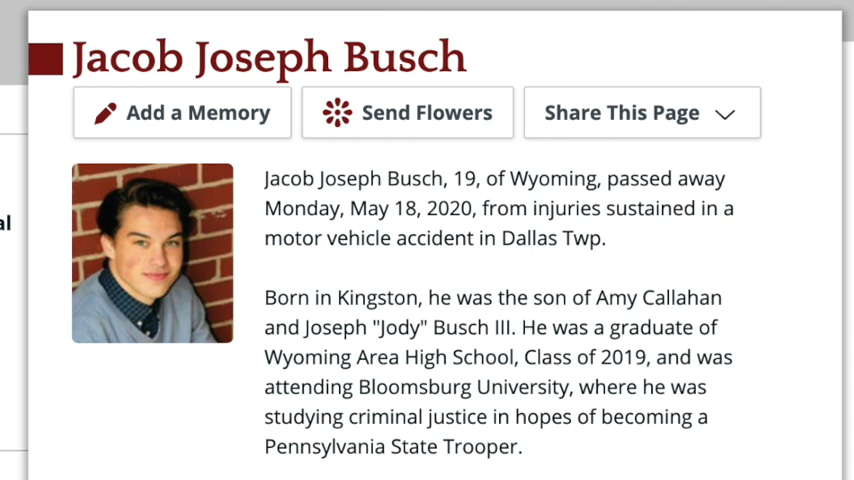 Jacob Joseph Busch
Add a Memory
Send Flowers
Share This Page
al
Jacob Joseph Busch, 19, of Wyoming, passed away
Monday, May 18, 2020, from injuries sustained in a
motor vehicle accident in Dallas Twp.
Born in Kingston, he was the son of Amy Callahan
and Joseph "Jody" Busch III. He was a graduate of
Wyoming Area High School, Class of 2019, and was
attending Bloomsburg University, where he was
studying criminal justice in hopes of becoming a
Pennsylvania State Trooper.